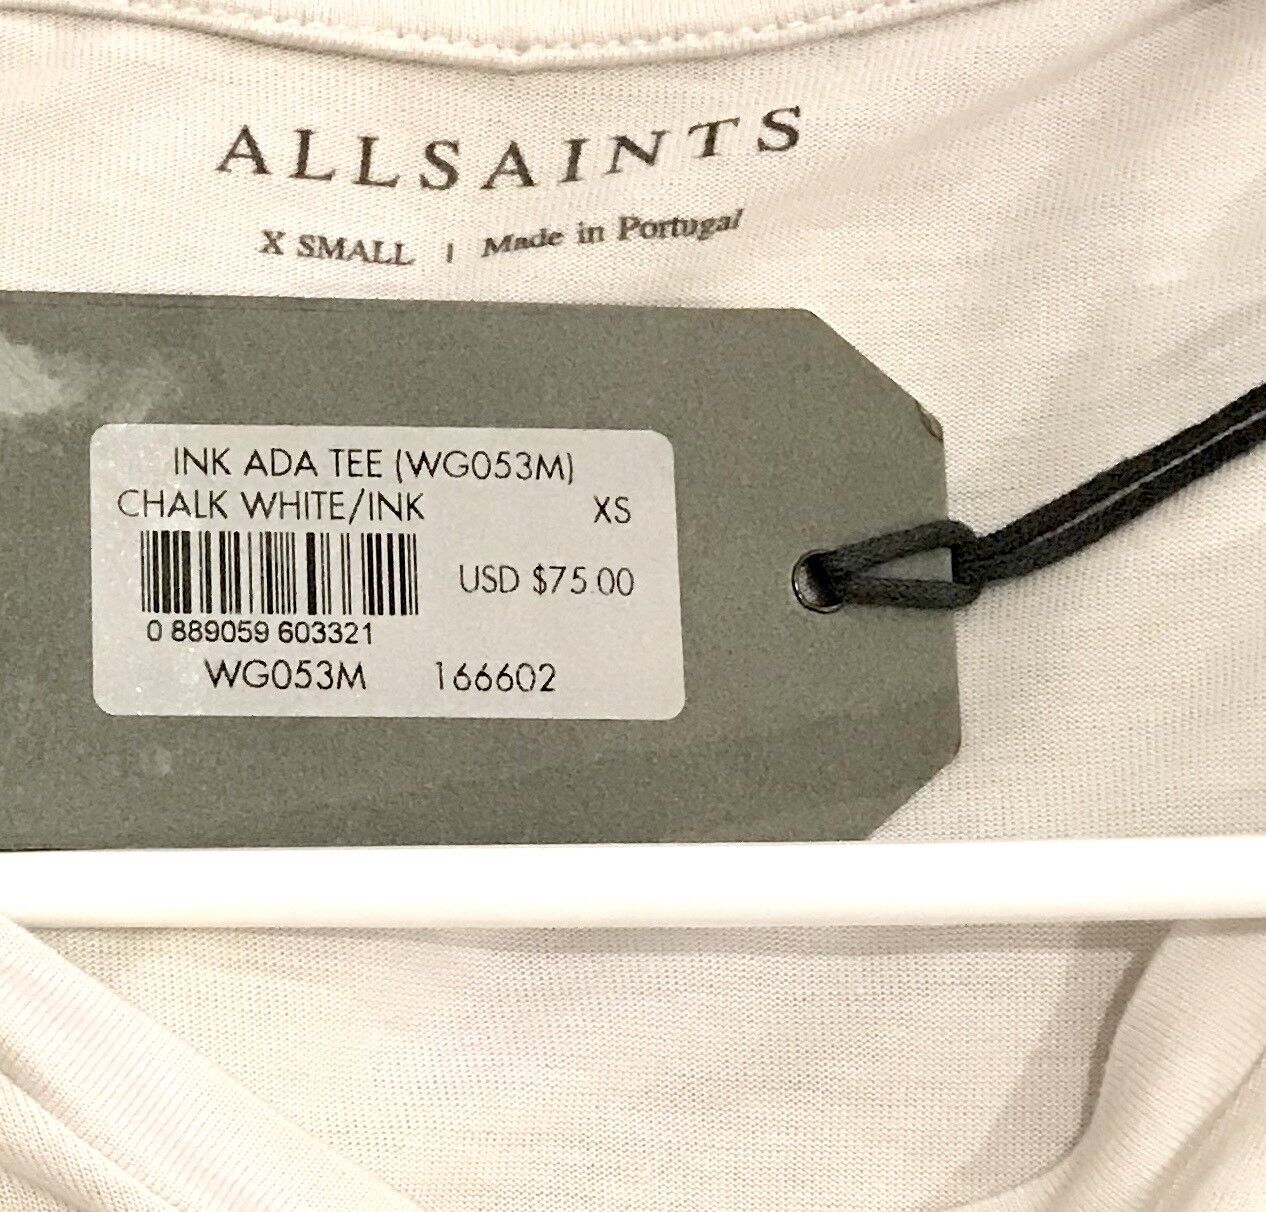 ALLSAINTS
X SMALL | Made in Portugal
INK ADA TEE (WG053M)
CHALK WHITE/INK XS
USD $75.00
0 889059 603321
WG053M 166602